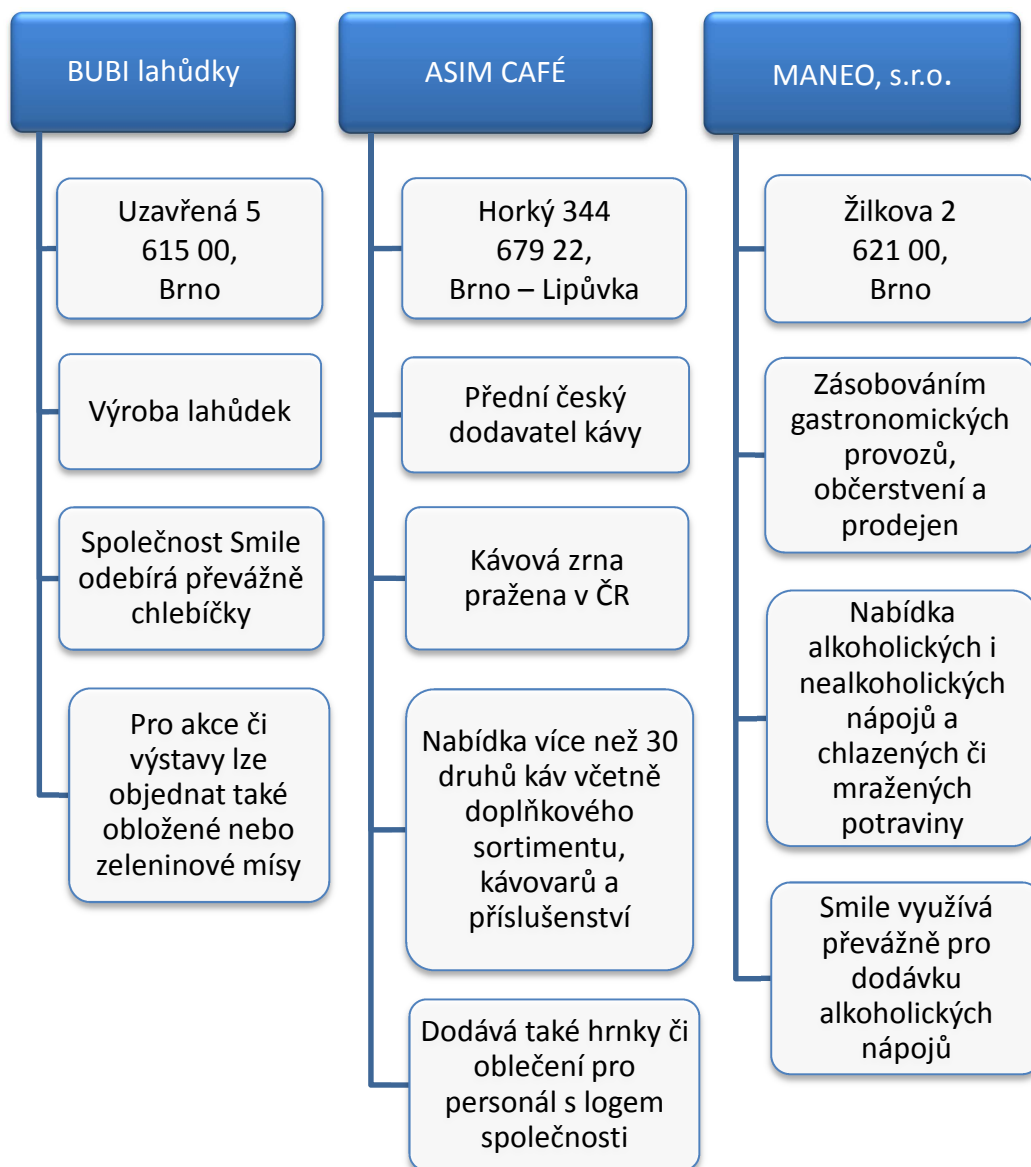 BUBI lahůdky
Uzavřená 5
615 00,
Brno
Výroba lahůdek
Společnost Smile
odebírá převážně
chlebíčky
Pro akce či
výstavy lze
objednat také
obložené nebo
zeleninové mísy
ASIM CAFÉ
Horký 344
679 22,
Brno – Lipůvka
Přední český
dodavatel kávy
Kávová zrna
pražena v ČR
Nabídka více než 30
druhů káv včetně
doplňkového
sortimentu,
kávovarů a
příslušenství
Dodává také hrnky či
oblečení pro
personál s logem
společnosti
MANEO, s.r.o.
Žilkova 2
621 00,
Brno
Zásobováním
gastronomických
provozů,
občerstvení a
prodejen
Nabídka
alkoholických i
nealkoholických
nápojů a
chlazených či
mražených
potraviny
Smile využívá
převážně pro
dodávku
alkoholických
nápojů